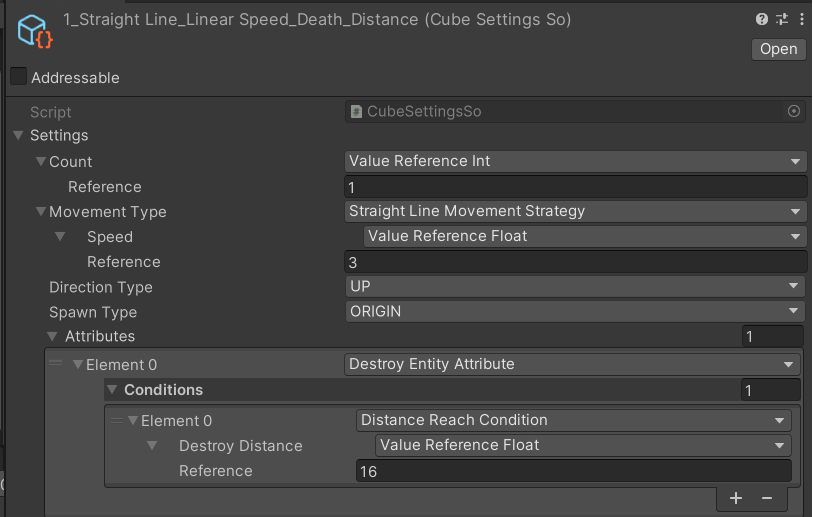 1_Straight Line_Linear Speed_Death_Distance (Cube Settings So)
Open
Addressable
Script CubeSettingsSo
Settings
Count Value Reference Int
Reference 1
Movement Type Straight Line Movement Strategy
Speed Value Reference Float
Reference 3
Direction Type UP
Spawn Type ORIGIN
Attributes 1
Element 0 Destroy Entity Attribute
Conditions 1
Element 0 Distance Reach Condition
Destroy Distance Value Reference Float
Reference 16
+ −